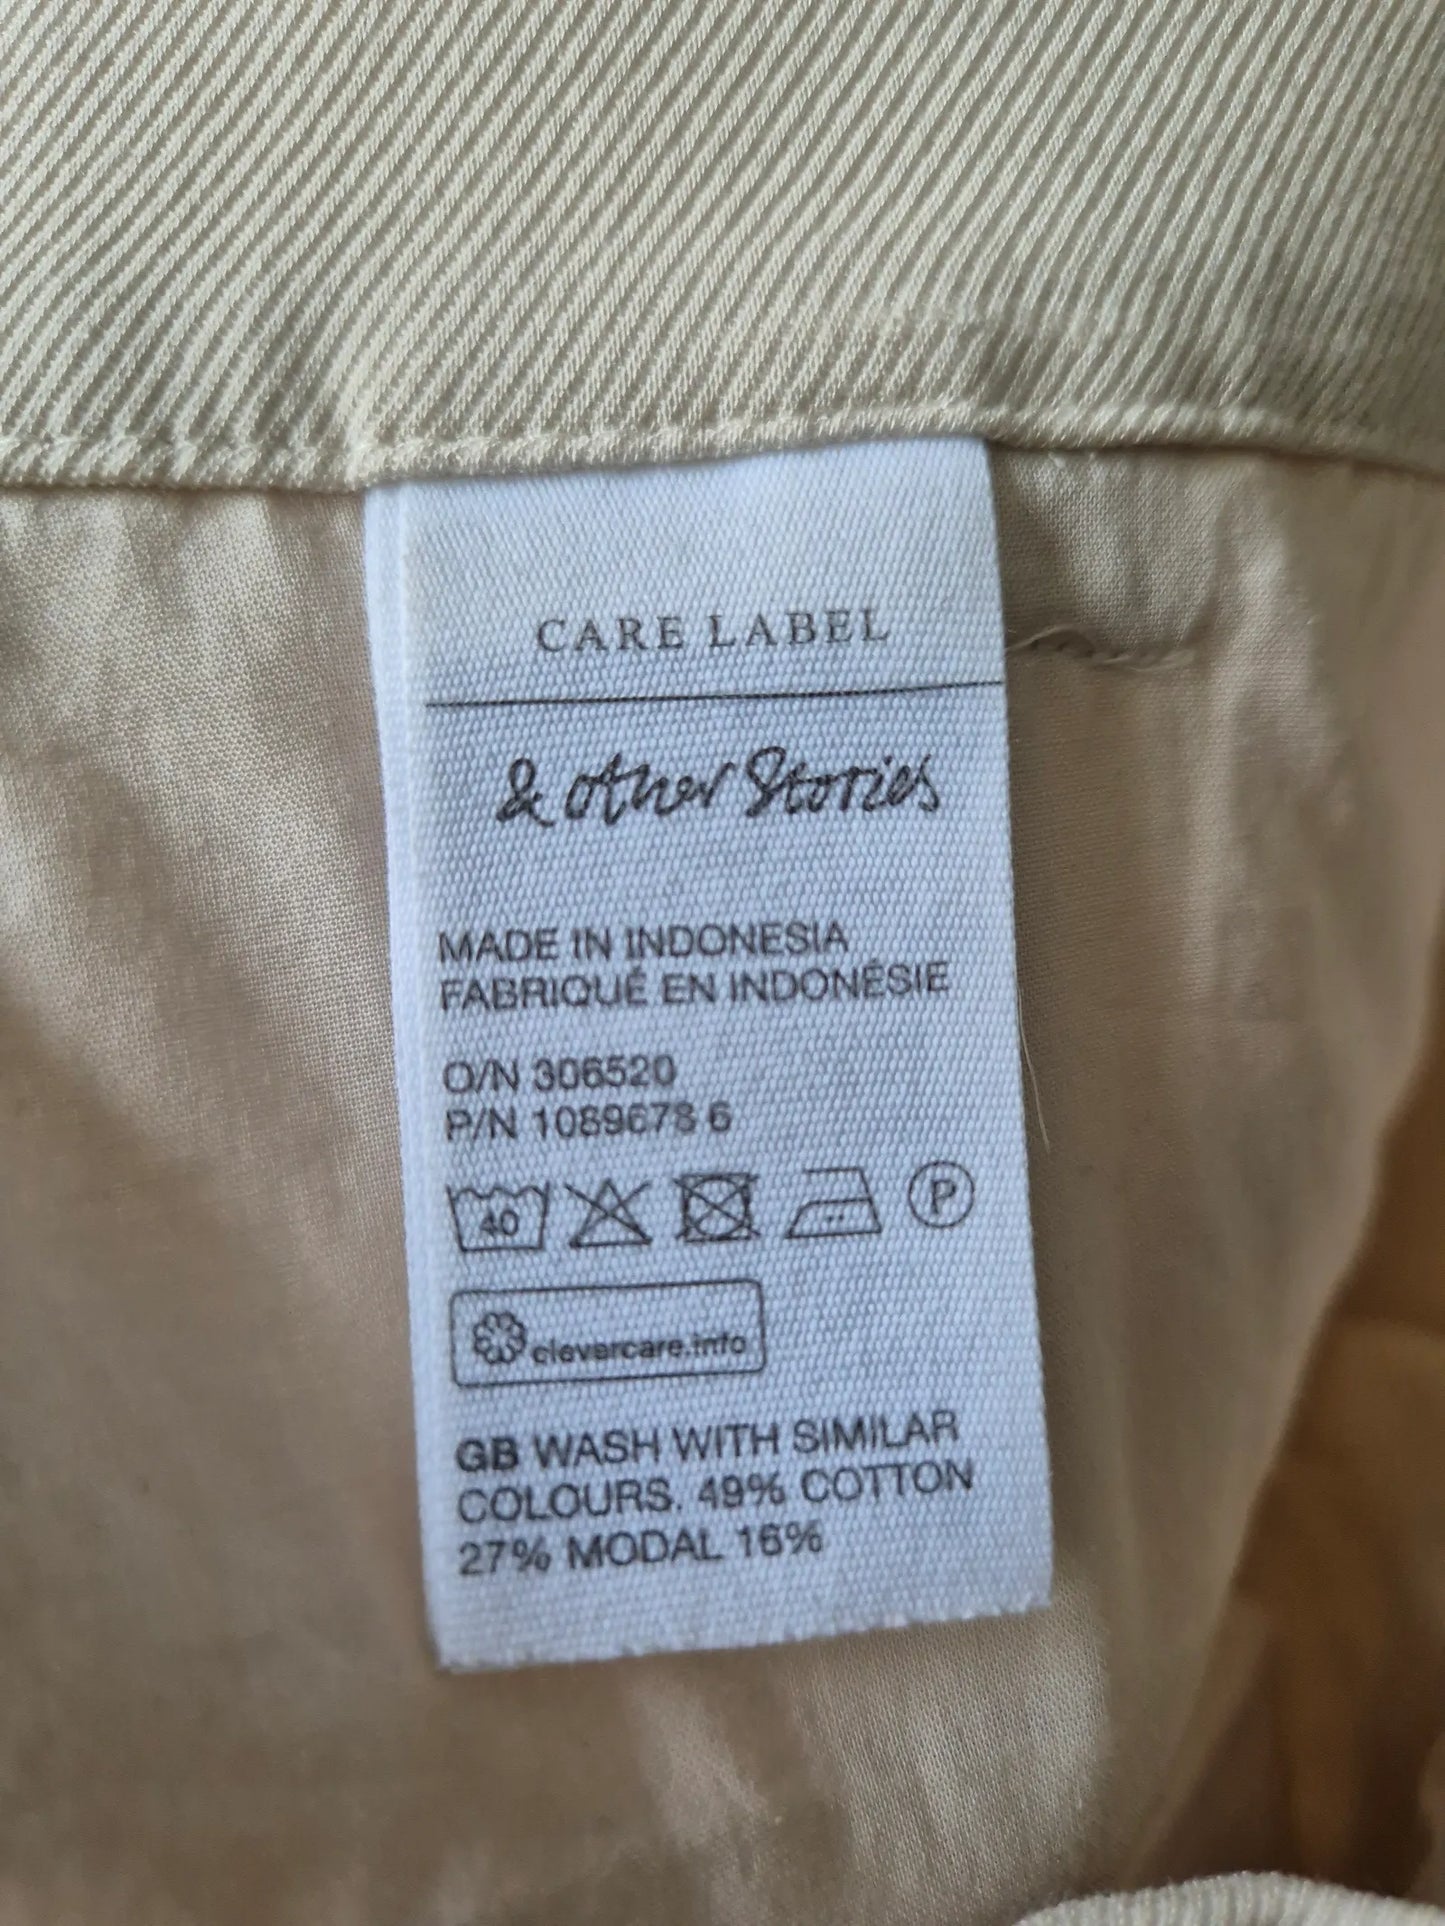 CARE LABEL
& other Stories
MADE IN INDONESIA
FABRIQUÉ EN INDONÉSIE
O/N 306520
P/N 1089678 6
40
P
clevercare.info
GB WASH WITH SIMILAR
COLOURS. 49% COTTON
27% MODAL 16%